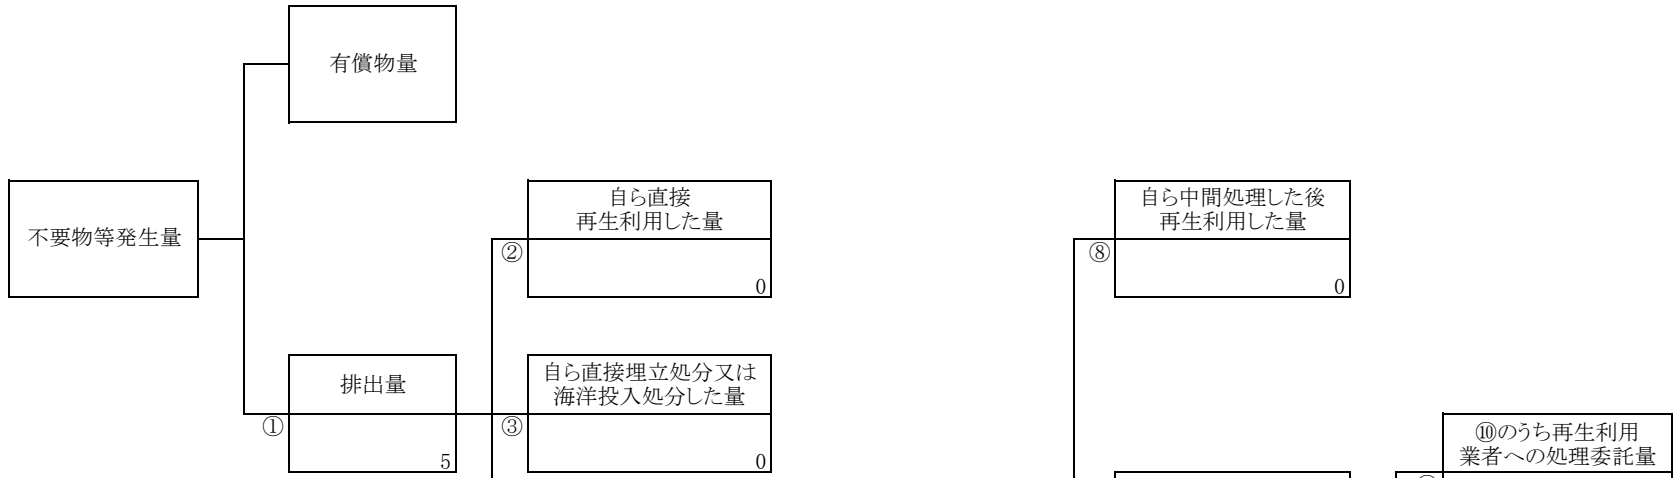 有償物量
不要物等発生量
自ら直接
再生利用した量
②
0
自ら中間処理した後
再生利用した量
⑧
0
排出量
①
5
自ら直接埋立処分又は
海洋投入処分した量
③
0
⑩のうち再生利用
業者への処理委託量